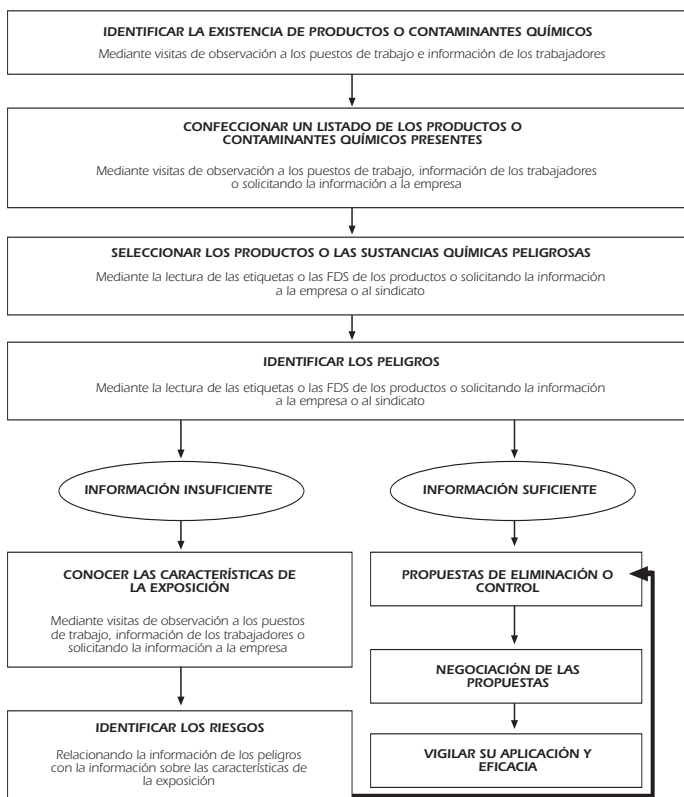 IDENTIFICAR LA EXISTENCIA DE PRODUCTOS O CONTAMINANTES QUÍMICOS
Mediante visitas de observación a los puestos de trabajo e información de los trabajadores
CONFECCIONAR UN LISTADO DE LOS PRODUCTOS O
CONTAMINANTES QUÍMICOS PRESENTES
Mediante visitas de observación a los puestos de trabajo, información de los trabajadores
o solicitando la información a la empresa
SELECCIONAR LOS PRODUCTOS O LAS SUSTANCIAS QUÍMICAS PELIGROSAS
Mediante la lectura de las etiquetas o las FDS de los productos o solicitando la información
a la empresa o al sindicato
IDENTIFICAR LOS PELIGROS
Mediante la lectura de las etiquetas o las FDS de los productos o solicitando la información
a la empresa o al sindicato
INFORMACIÓN INSUFICIENTE
CONOCER LAS CARACTERÍSTICAS DE
LA EXPOSICIÓN
Mediante visitas de observación a los puestos
de trabajo, información de los trabajadores o
solicitando la información a la empresa
IDENTIFICAR LOS RIESGOS
Relacionando la información de los peligros
con la información sobre las características de
la exposición
INFORMACIÓN SUFICIENTE
PROPUESTAS DE ELIMINACIÓN O
CONTROL
NEGOCIACIÓN DE LAS
PROPUESTAS
VIGILAR SU APLICACIÓN Y
EFICACIA